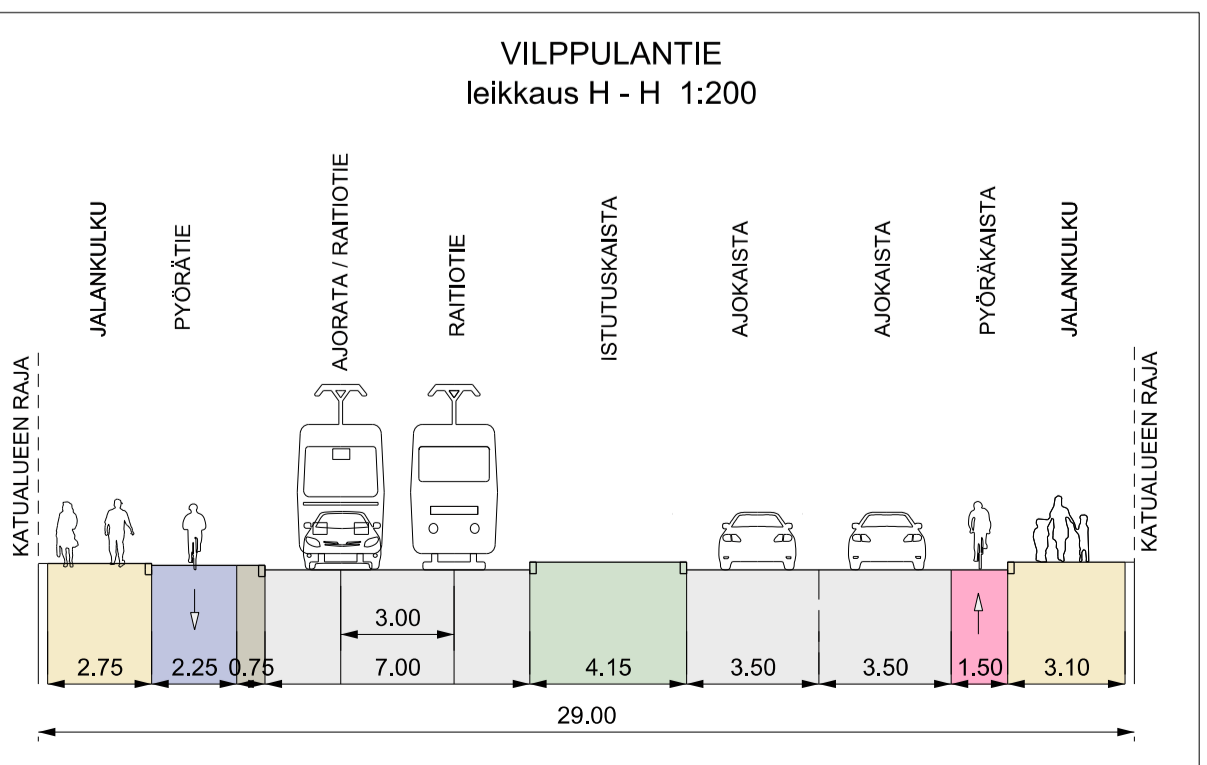 VILPPULANTIE
leikkaus H - H 1:200
KATUALUEEN RAJA
JALANKULKU
PYÖRÄTIE
AJORATA / RAITIOTIE
RAITIOTIE
ISTUTUSKAISTA
AJOKAISTA
AJOKAISTA
PYÖRÄKAISTA
JALANKULKU
KATUALUEEN RAJA
3.00
2.75
2.25
0.75
7.00
4.15
3.50
3.50
1.50
3.10
29.00